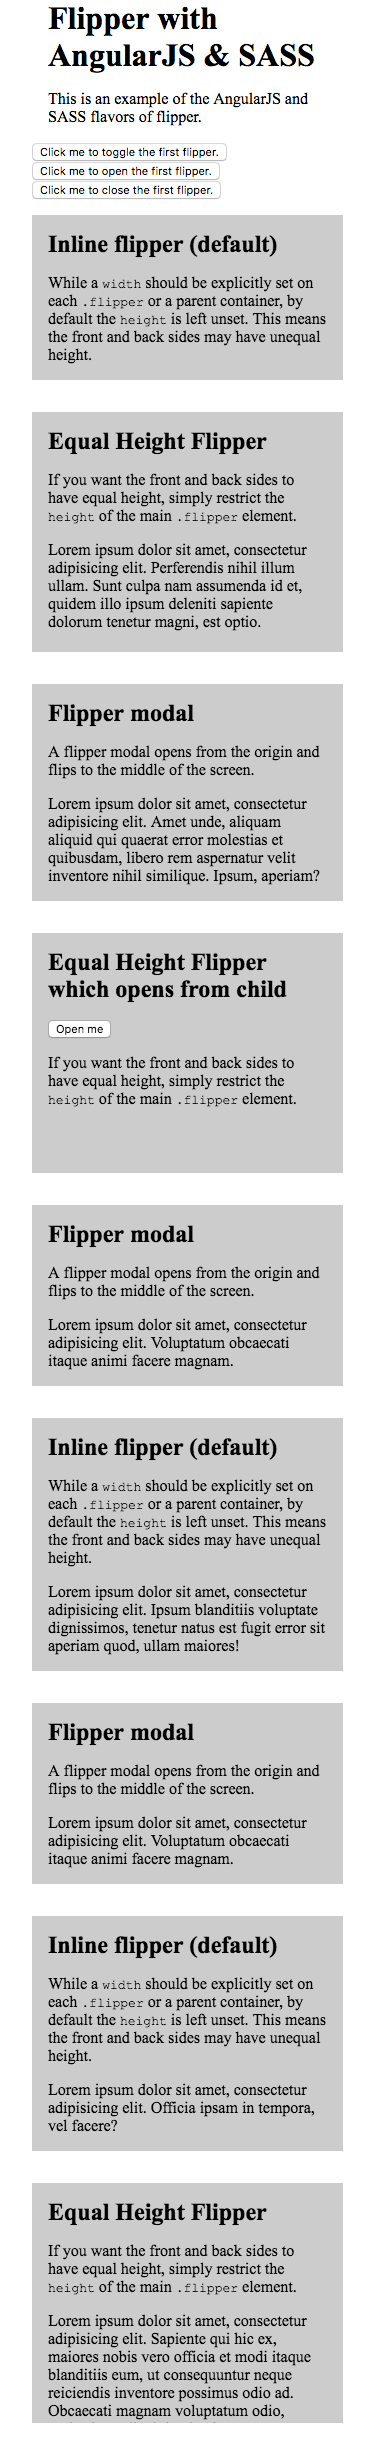 Flipper with
AngularJS & SASS
This is an example of the AngularJS and
SASS flavors of flipper.
Click me to toggle the first flipper.
Click me to open the first flipper.
Click me to close the first flipper.
Inline flipper (default)
While a width should be explicitly set on
each .flipper or a parent container, by
default the height is left unset. This means
the front and back sides may have unequal
height.
Equal Height Flipper
If you want the front and back sides to
have equal height, simply restrict the
height of the main .flipper element.
Lorem ipsum dolor sit amet, consectetur
adipisicing elit. Perferendis nihil illum
ullam. Sunt culpa nam assumenda id et,
quidem illo ipsum deleniti sapiente
dolorum tenetur magni, est optio.
Flipper modal
A flipper modal opens from the origin and
flips to the middle of the screen.
Lorem ipsum dolor sit amet, consectetur
adipisicing elit. Amet unde, aliquam
aliquid qui quaerat error molestias et
quibusdam, libero rem aspernatur velit
inventore nihil similique. Ipsum, aperiam?
Equal Height Flipper
which opens from child
Open me
If you want the front and back sides to
have equal height, simply restrict the
height of the main .flipper element.
Flipper modal
A flipper modal opens from the origin and
flips to the middle of the screen.
Lorem ipsum dolor sit amet, consectetur
adipisicing elit. Voluptatum obcaecati
itaque animi facere magnam.
Inline flipper (default)
While a width should be explicitly set on
each .flipper or a parent container, by
default the height is left unset. This means
the front and back sides may have unequal
height.
Lorem ipsum dolor sit amet, consectetur
adipisicing elit. Ipsum blanditiis voluptate
dignissimos, tenetur natus est fugit error sit
aperiam quod, ullam maiores!
Flipper modal
A flipper modal opens from the origin and
flips to the middle of the screen.
Lorem ipsum dolor sit amet, consectetur
adipisicing elit. Voluptatum obcaecati
itaque animi facere magnam.
Inline flipper (default)
While a width should be explicitly set on
each .flipper or a parent container, by
default the height is left unset. This means
the front and back sides may have unequal
height.
Lorem ipsum dolor sit amet, consectetur
adipisicing elit. Officia ipsam in tempora,
vel facere?
Equal Height Flipper
If you want the front and back sides to
have equal height, simply restrict the
height of the main .flipper element.
Lorem ipsum dolor sit amet, consectetur
adipisicing elit. Sapiente qui hic ex,
maiores nobis vero officia et modi itaque
blanditiis eum, ut consequuntur neque
reiciendis inventore possimus odio ad.
Obcaecati magnam voluptatum odio,